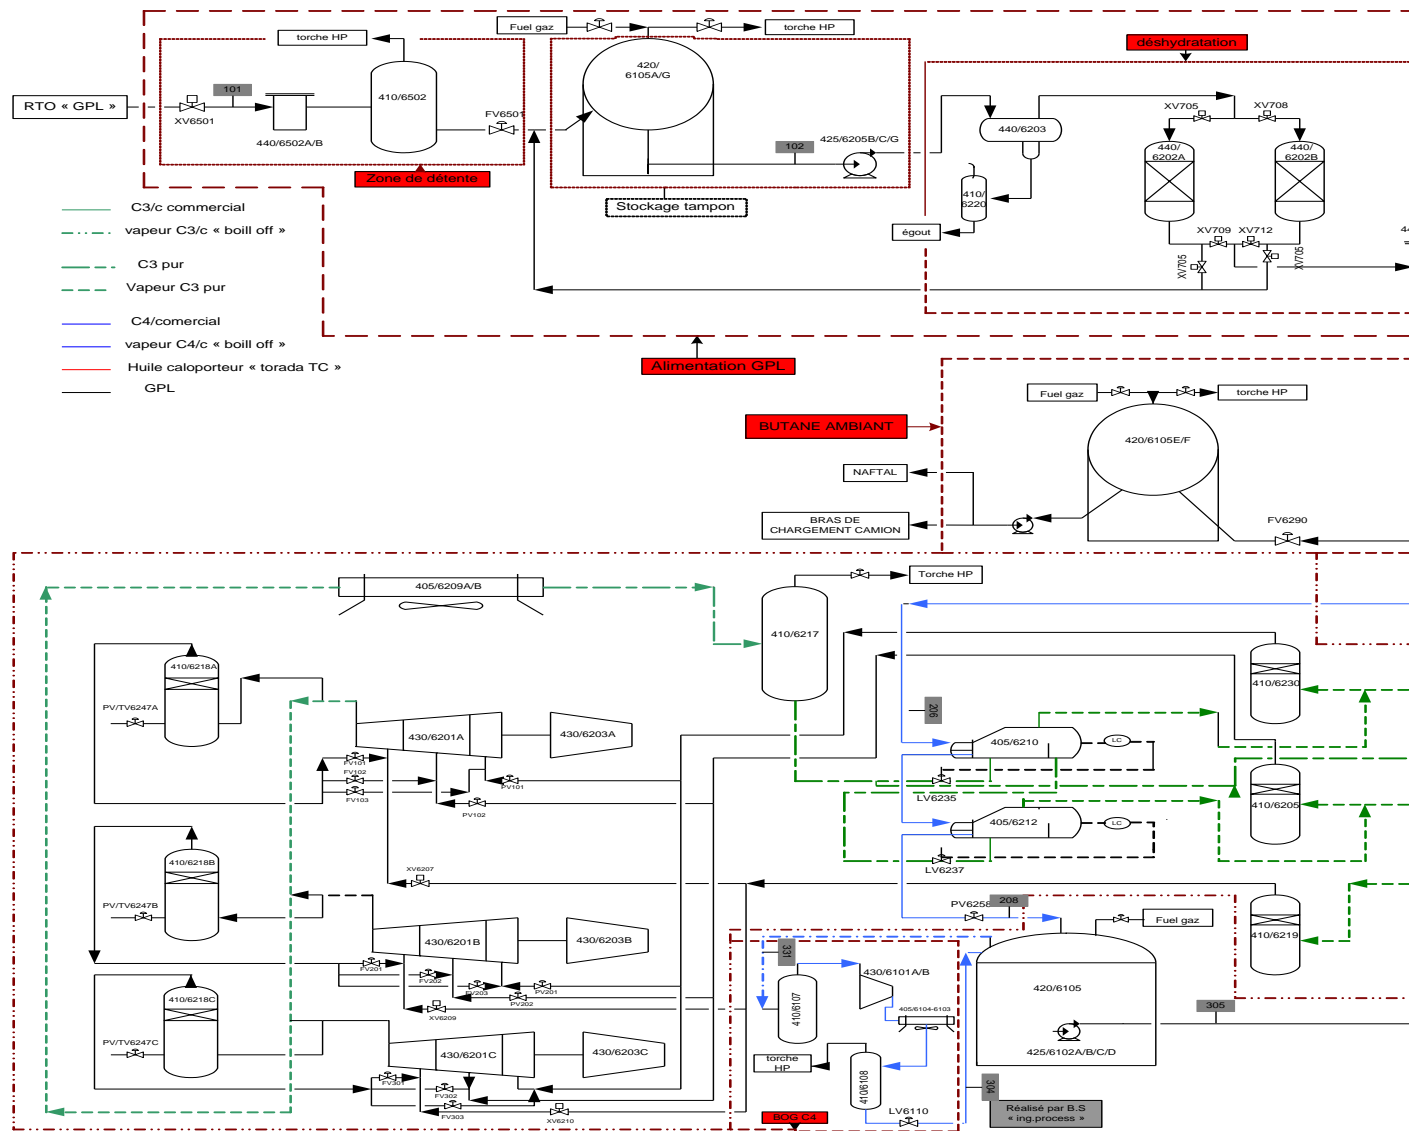 Fuel gaz
torche HP
déshydratation
torche HP
420/
6105A/G
410/6502
101
RTO « GPL »
XV6501
FV6501
440/6502A/B
425/6205B/C/G
102
440/6203
XV705
XV708
440/
6202A
440/
6202B
Zone de détente
Stockage tampon
410/
6220
égout
XV709
XV712
XV705
XV705
44
C3/c commercial
vapeur C3/c « boill off »
C3 pur
Vapeur C3 pur
C4/comercial
vapeur C4/c « boill off »
Huile caloporteur « torada TC »
GPL
Alimentation GPL
Fuel gaz
torche HP
BUTANE AMBIANT
420/6105E/F
NAFTAL
BRAS DE
CHARGEMENT CAMION
FV6290
405/6209A/B
Torche HP
410/6217
410/6218A
PV/TV6247A
430/6201A
430/6203A
FV101
FV102
FV103
PV101
PV102
206
405/6210
LC
LV6235
410/6230
410/6205
405/6212
LC
LV6237
410/6218B
PV/TV6247B
XV6207
430/6201B
430/6203B
FV201
FV202
FV203
PV201
PV202
XV6209
PV6258
208
Fuel gaz
410/6219
331
430/6101A/B
410/6107
405/6104-6103
420/6105
305
425/6102A/B/C/D
410/6218C
PV/TV6247C
430/6201C
430/6203C
FV301
FV302
FV303
XV6210
torche
HP
410/6108
LV6110
304
BOG C4
Réalisé par B.S
« ing.process »